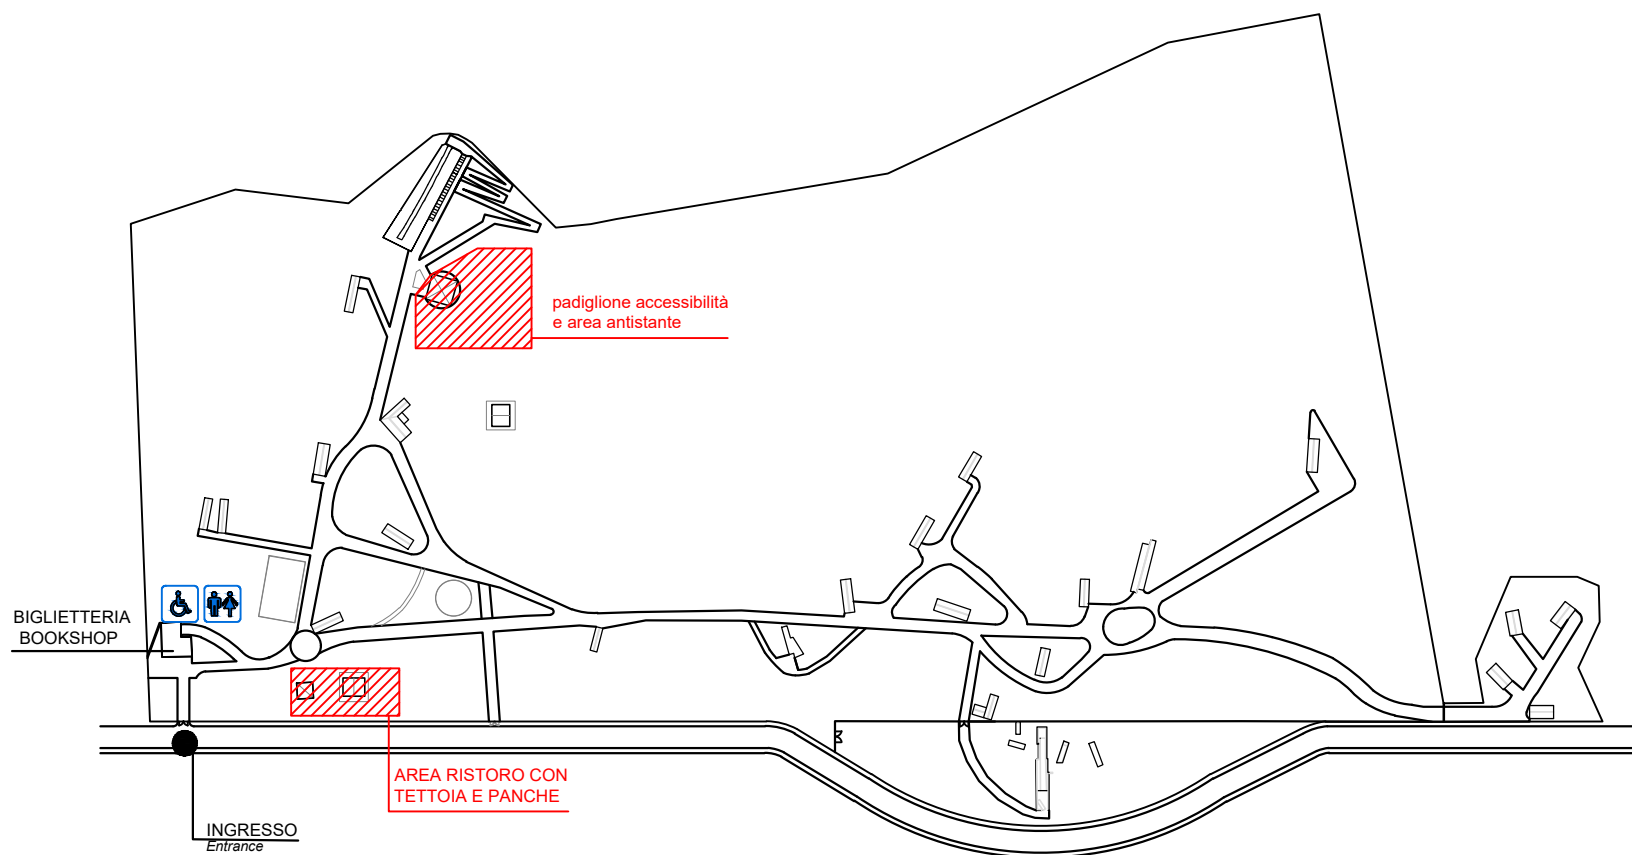 padiglione accessibilità
e area antistante
BIGLIETTERIA
BOOKSHOP
AREA RISTORO CON
TETTOIA E PANCHE
INGRESSO
Entrance